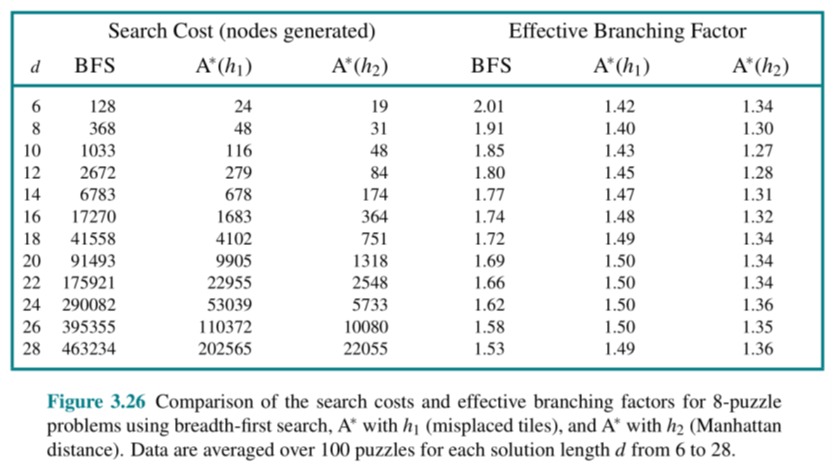 Search Cost (nodes generated) Effective Branching Factor
d BFS A*(h1) A*(h2) BFS A*(h1) A*(h2)
6 128 24 19 2.01 1.42 1.34
8 368 48 31 1.91 1.40 1.30
10 1033 116 48 1.85 1.43 1.27
12 2672 279 84 1.80 1.45 1.28
14 6783 678 174 1.77 1.47 1.31
16 17270 1683 364 1.74 1.48 1.32
18 41558 4102 751 1.72 1.49 1.34
20 91493 9905 1318 1.69 1.50 1.34
22 175921 22955 2548 1.66 1.50 1.34
24 290082 53039 5733 1.62 1.50 1.36
26 395355 110372 10080 1.58 1.50 1.35
28 463234 202565 22055 1.53 1.49 1.36
Figure 3.26 Comparison of the search costs and effective branching factors for 8-puzzle
problems using breadth-first search, A* with h1 (misplaced tiles), and A* with h2 (Manhattan
distance). Data are averaged over 100 puzzles for each solution length d from 6 to 28.